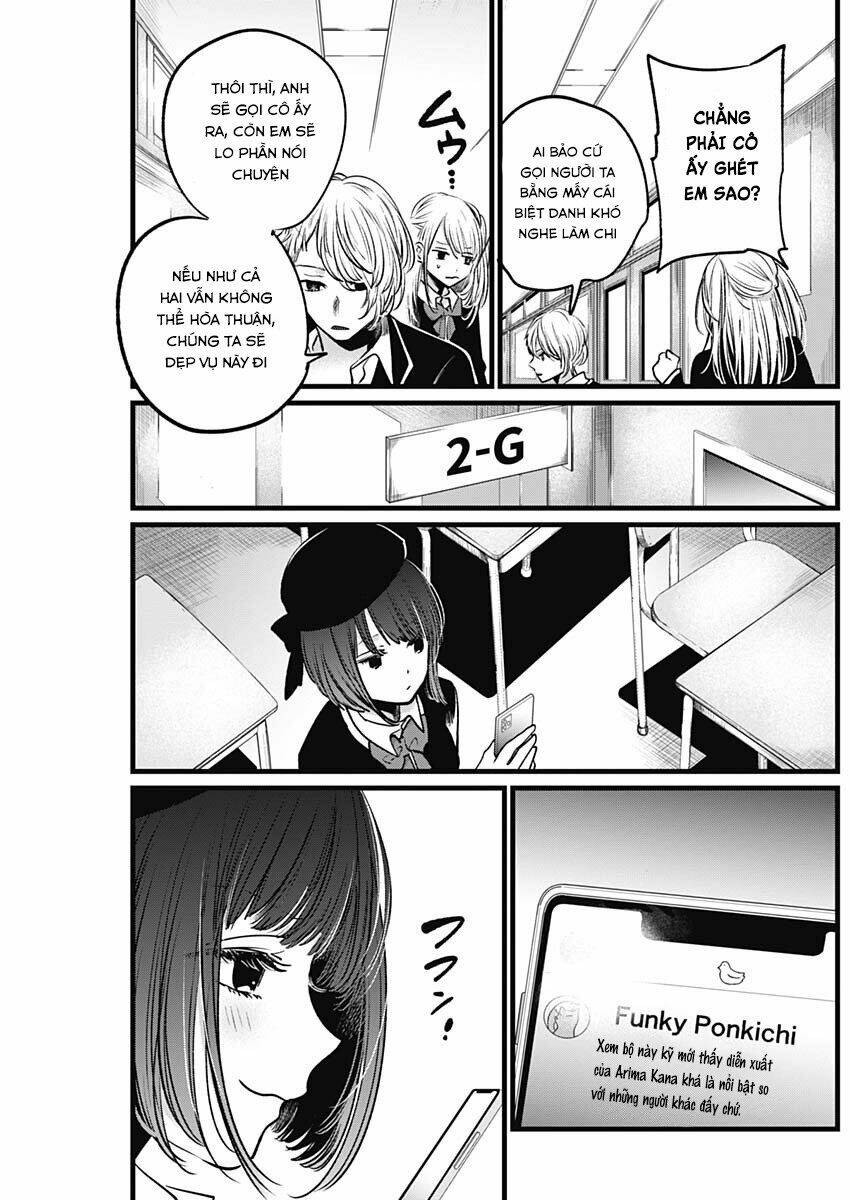 CHẲNG
PHẢI CÔ
ẤY GHÉT
EM SAO?
AI BẢO CỨ
GỌI NGƯỜI TA
BẰNG MẤY CÁI
BIỆT DANH KHÓ
NGHE LÀM CHI
ムゥ…
THÔI THÌ, ANH
SẼ GỌI CÔ ẤY
RA, CÒN EM SẼ
LO PHẦN NÓI
CHUYỆN
NẾU NHƯ CẢ
HAI VẪN KHÔNG
THỂ HÒA THUẬN,
CHÚNG TA SẼ
DẸP VỤ NÀY ĐI
2-G
Funky Ponkichi
Xem bộ này kỹ mới thấy diễn xuất
của Arima Kana khá là nổi bật so
với những người khác đấy chứ.
フフン!